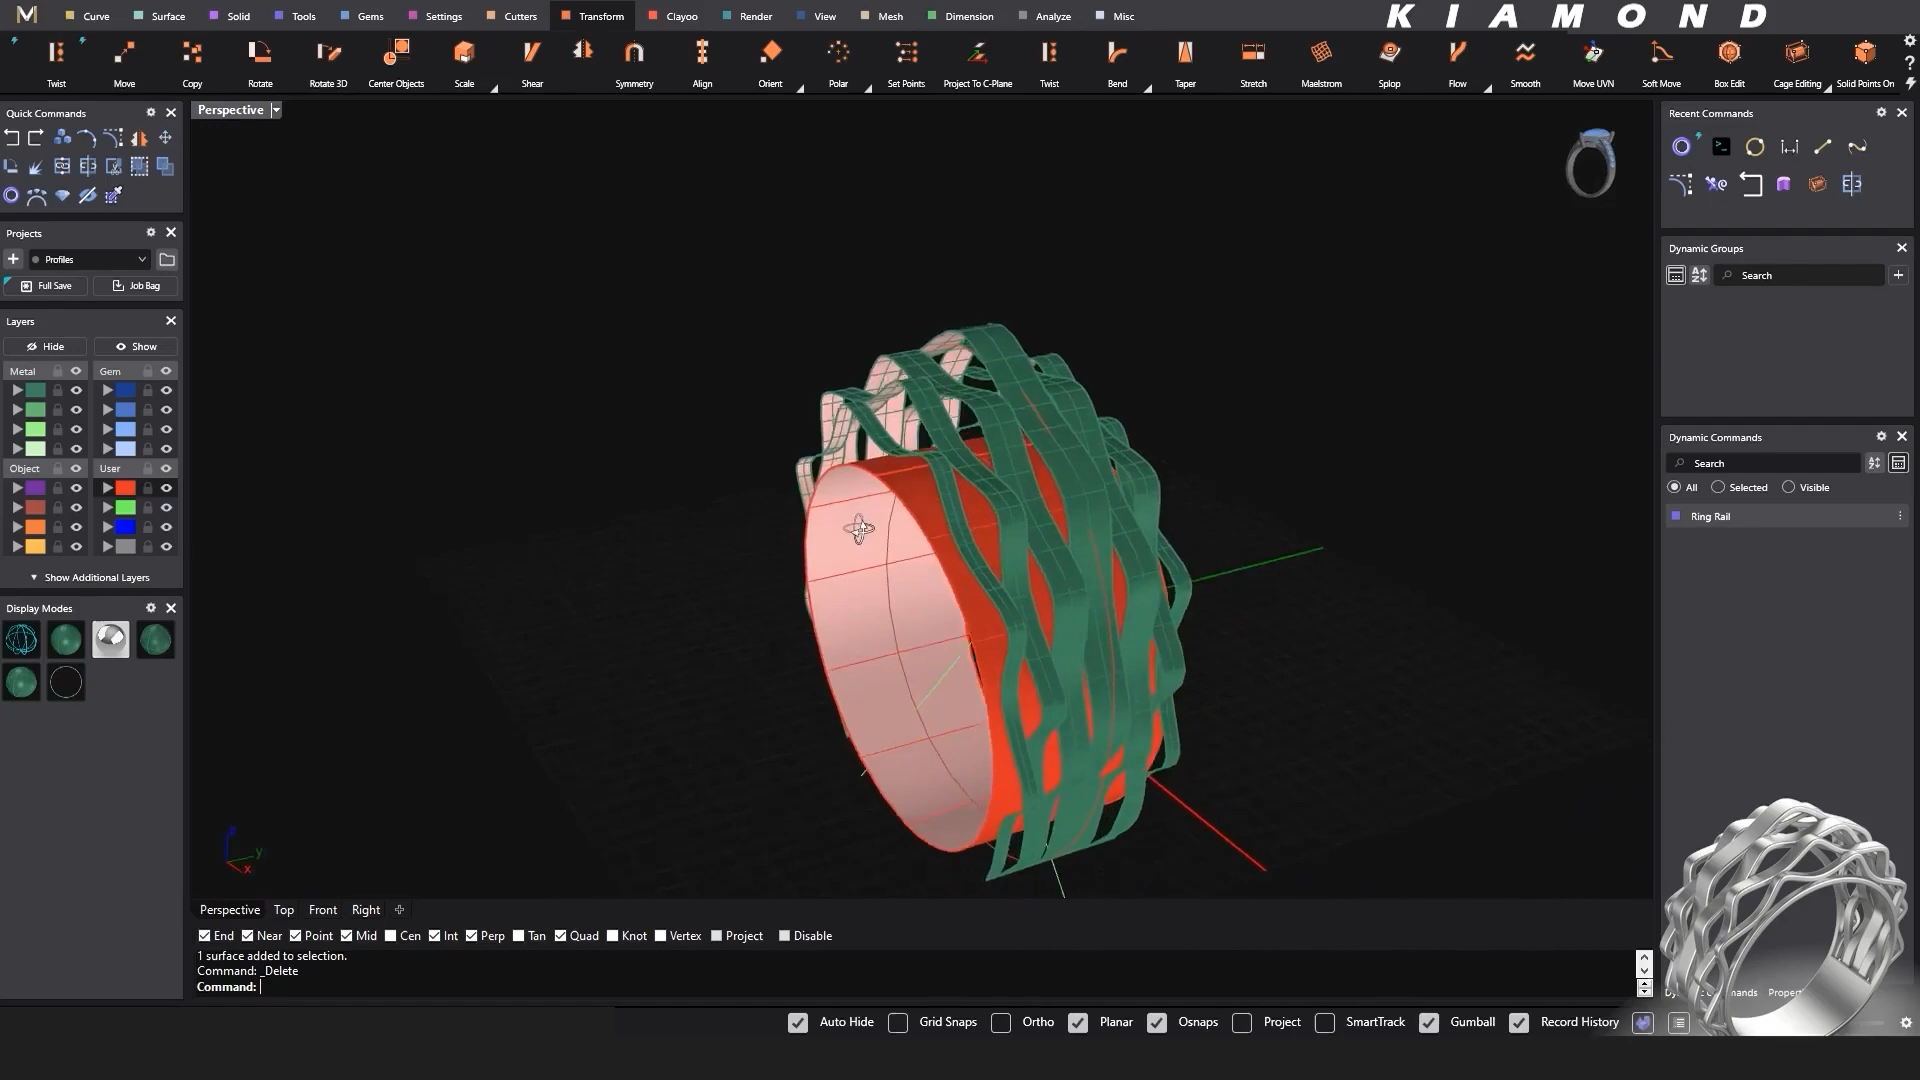 Curve Surface Solid Tools Gems Settings Cutters Transform Clayoo Render View Mesh Dimension Analyze Misc
KIAMOND
Twist Move Copy Rotate Rotate 3D Center Objects Scale Shear Symmetry Align Orient Polar Set Points Project To C-Plane Twist Bend Taper Stretch Maelstrom Splop Flow Smooth Move UVN Soft Move Box Edit Cage Editing Solid Points On
Quick Commands
Projects
Profiles
Full Save Job Bag
Layers
Hide Show
Metal Gem
Object User
Show Additional Layers
Display Modes
Perspective
z
y
x
Perspective Top Front Right
End Near Point Mid Cen Int Perp Tan Quad Knot Vertex Project Disable
1 surface added to selection.
Command: _Delete
Command:
Auto Hide Grid Snaps Ortho Planar Osnaps Project SmartTrack Gumball Record History
Recent Commands
Dynamic Groups
Search
Dynamic Commands
Search
All Selected Visible
Ring Rail